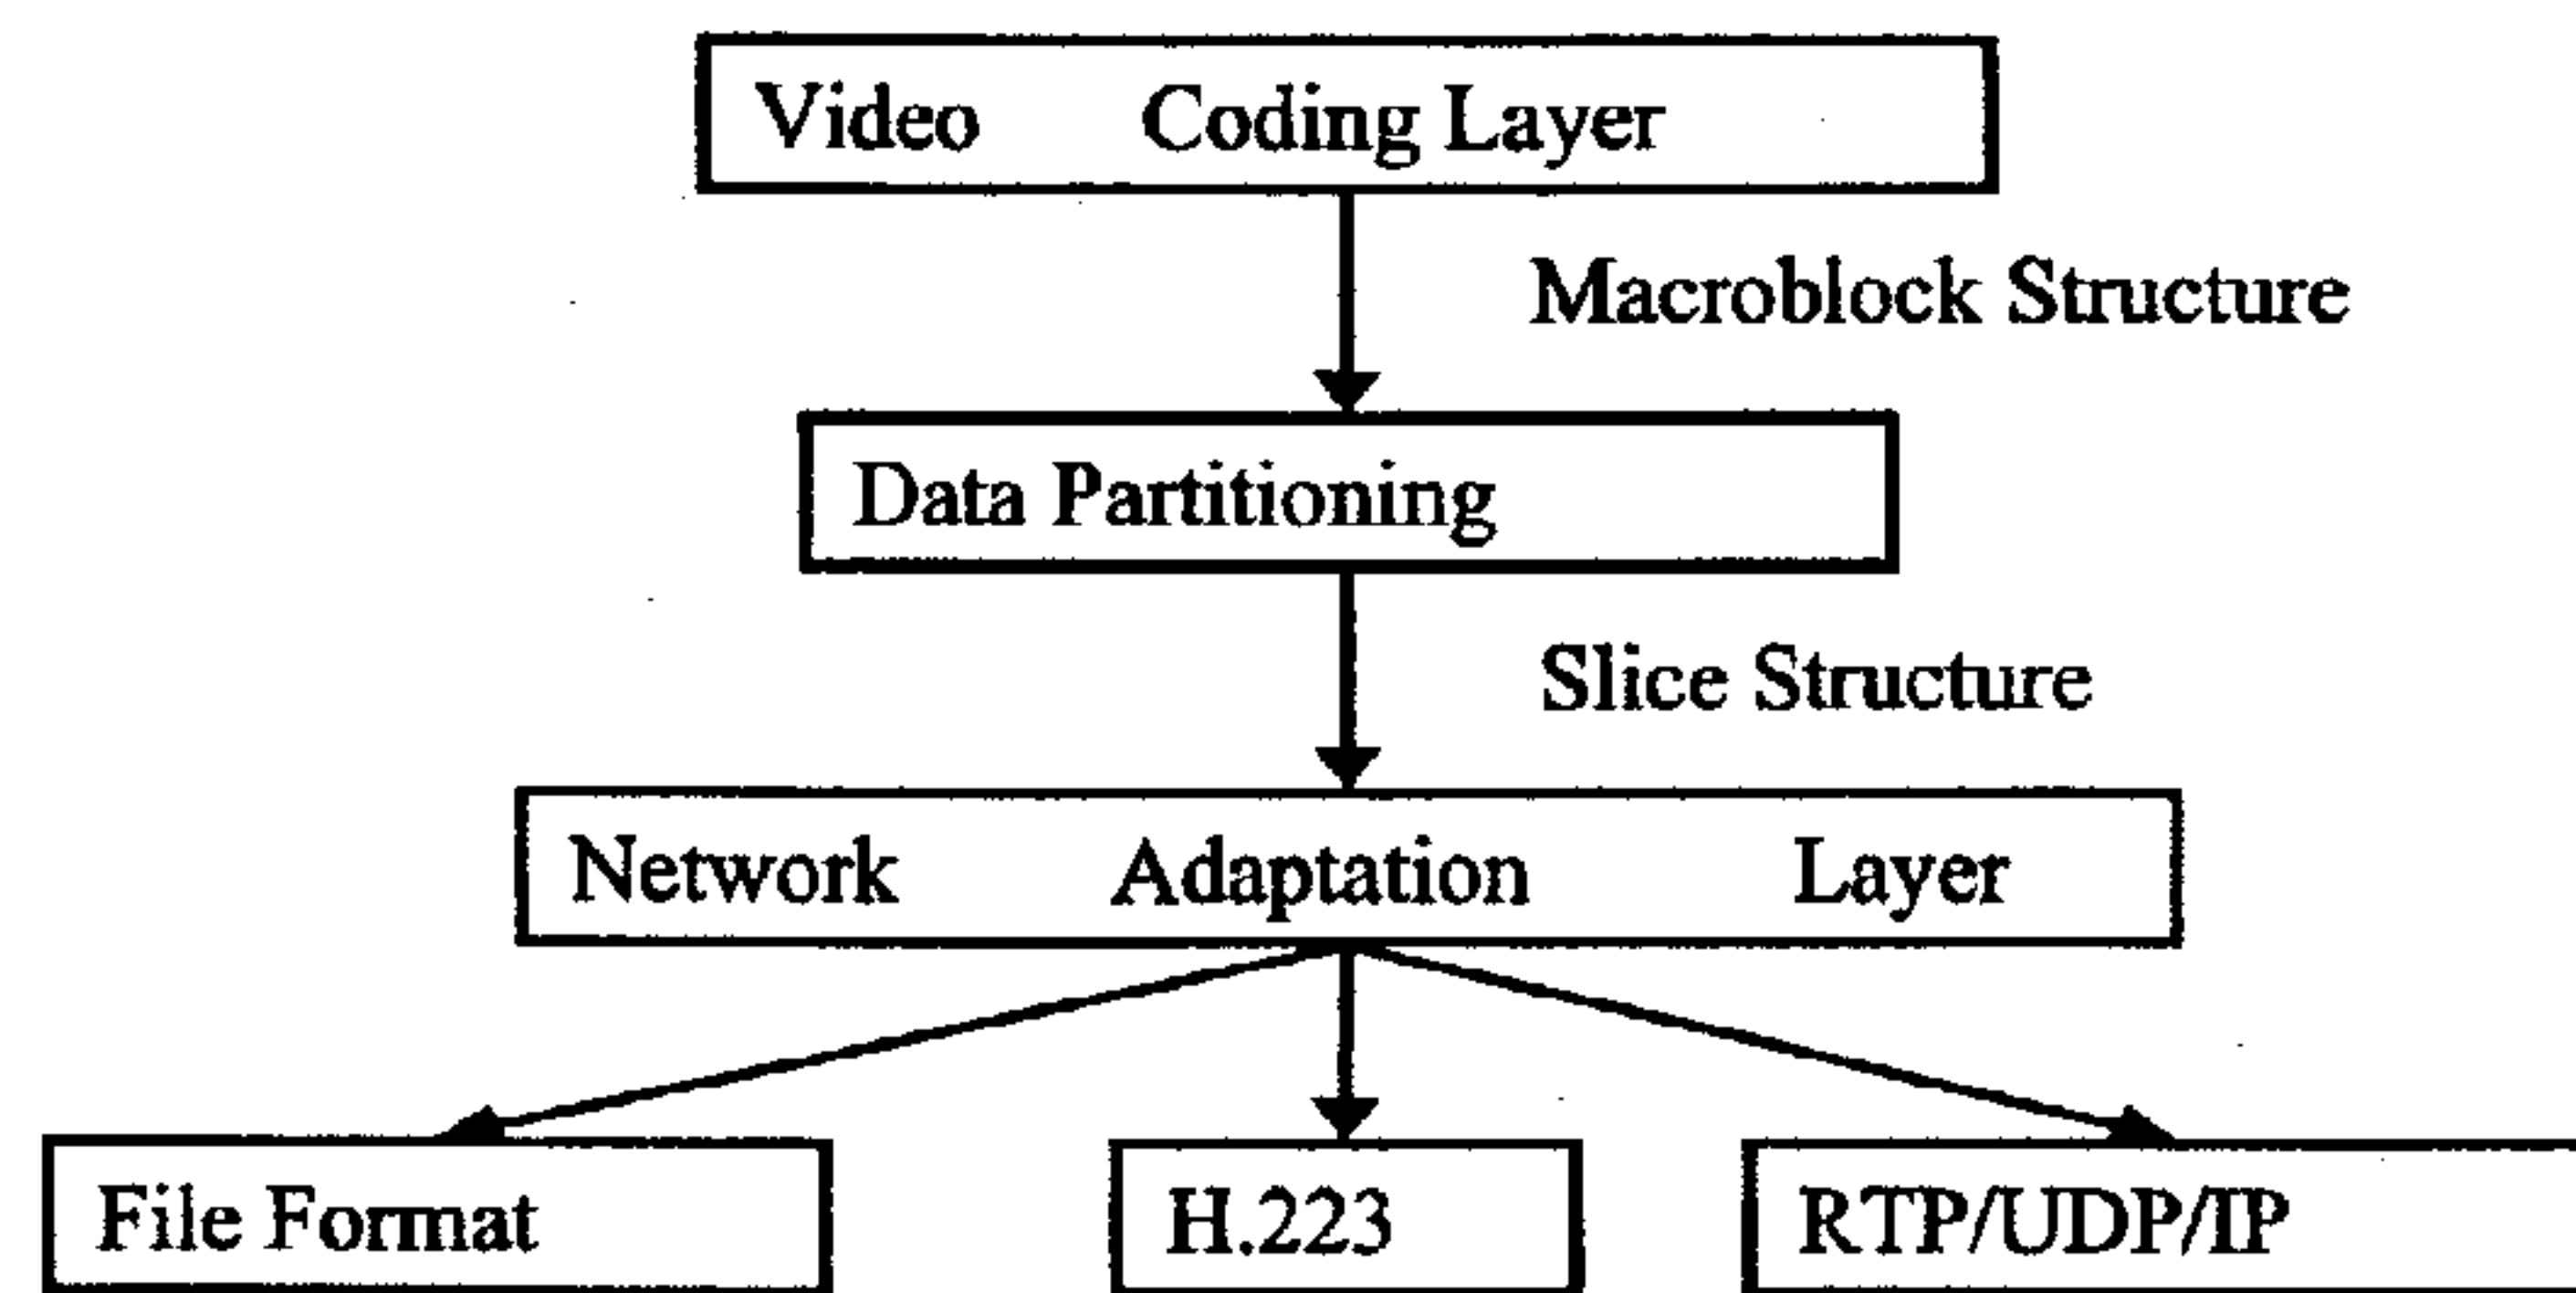 Video Coding Layer
Macroblock Structure
Data Partitioning
Slice Structure
Network Adaptation Layer
File Format
H.223
RTP/UDP/IP